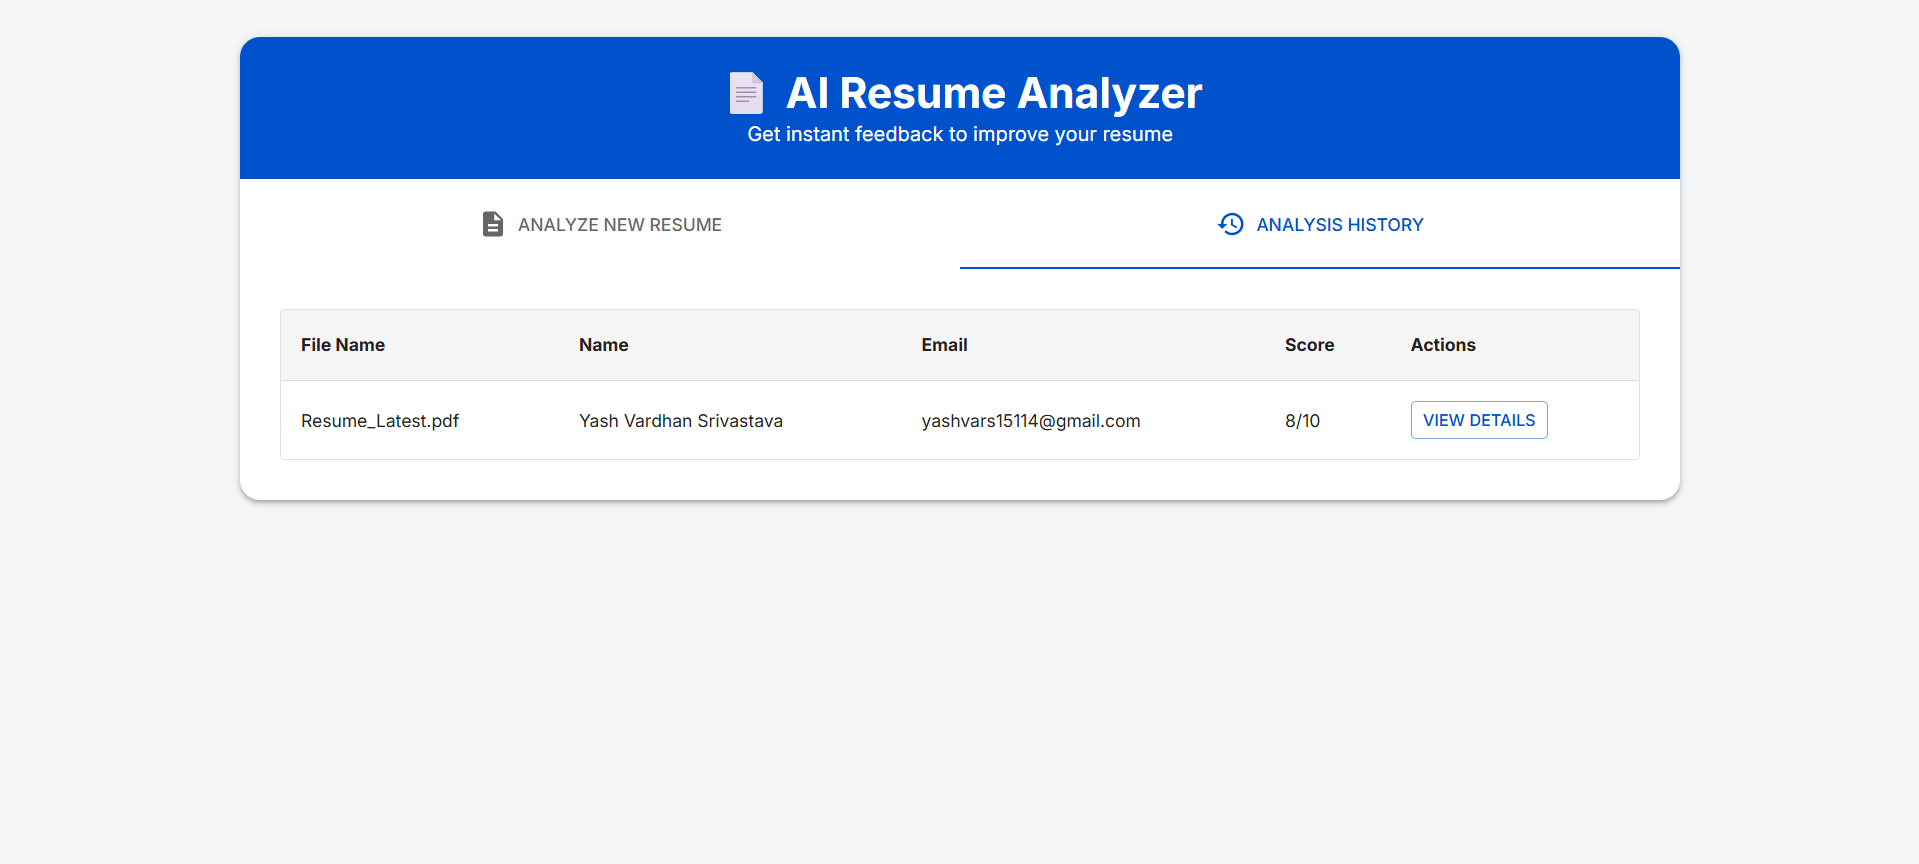 AI Resume Analyzer
Get instant feedback to improve your resume
ANALYZE NEW RESUME
ANALYSIS HISTORY
File Name Name Email Score Actions
Resume_Latest.pdf Yash Vardhan Srivastava yashvars15114@gmail.com 8/10 VIEW DETAILS